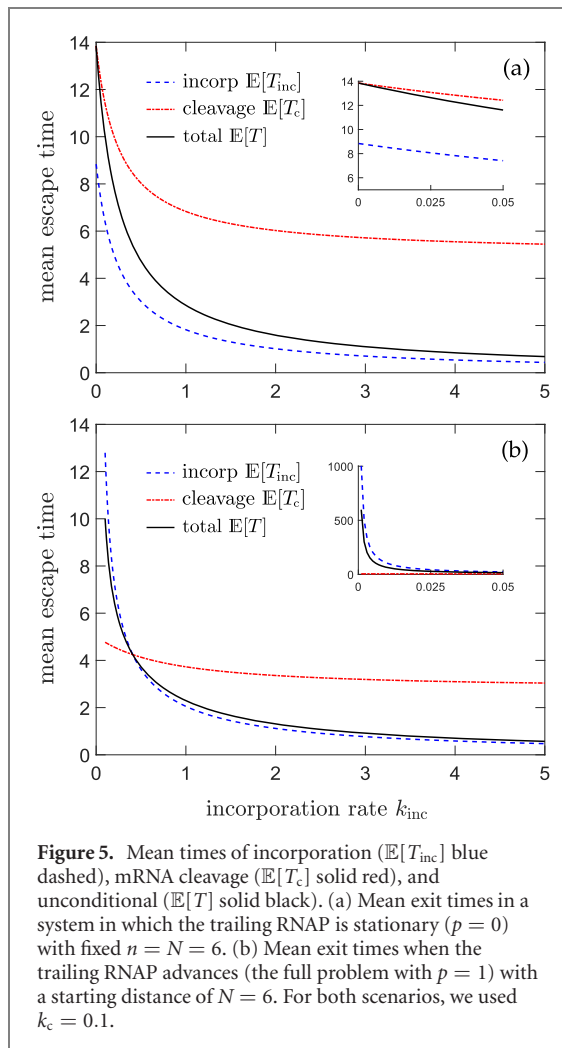 (a)
incorp 𝔼[T_inc]
cleavage 𝔼[T_c]
total 𝔼[T]
14
12
10
8
6
0
0.025
0.05
mean escape time
14
12
10
8
6
4
2
0
0
1
2
3
4
5
(b)
incorp 𝔼[T_inc]
cleavage 𝔼[T_c]
total 𝔼[T]
1000
500
0
0
0.025
0.05
mean escape time
14
12
10
8
6
4
2
0
0
1
2
3
4
5
incorporation rate k_inc
Figure 5. Mean times of incorporation (𝔼[T_inc] blue
dashed), mRNA cleavage (𝔼[T_c] solid red), and
unconditional (𝔼[T] solid black). (a) Mean exit times in a
system in which the trailing RNAP is stationary (p = 0)
with fixed n = N = 6. (b) Mean exit times when the
trailing RNAP advances (the full problem with p = 1) with
a starting distance of N = 6. For both scenarios, we used
k_c = 0.1.